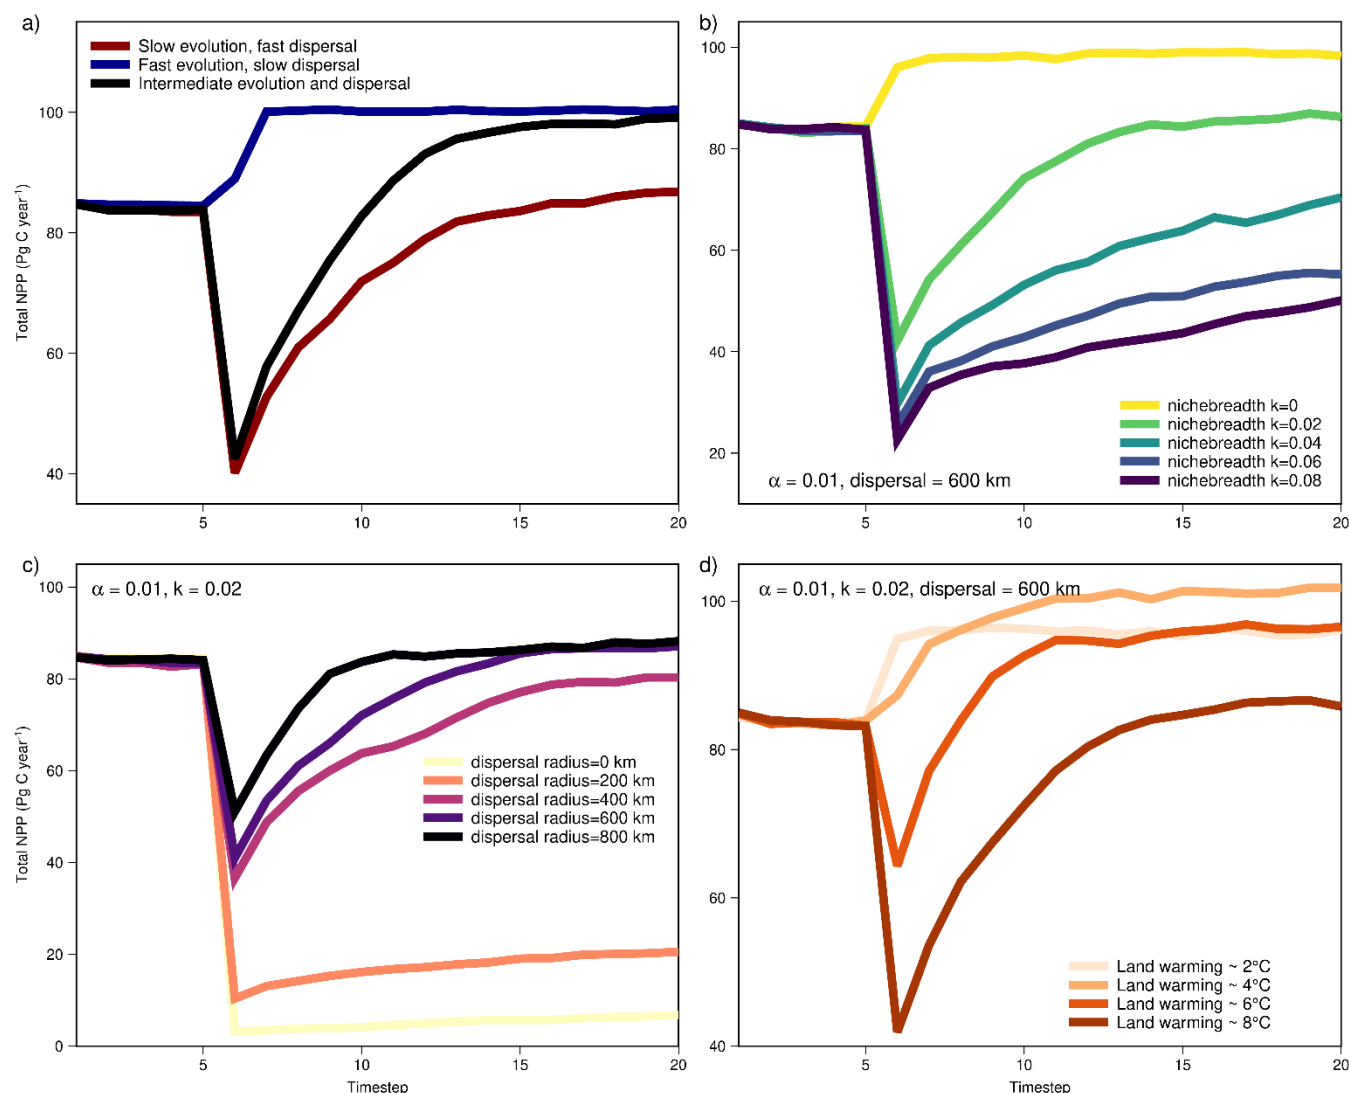 a)
Slow evolution, fast dispersal
Fast evolution, slow dispersal
Intermediate evolution and dispersal
Total NPP (Pg C year⁻¹)
100
80
60
40
5
10
15
20
b)
100
80
60
40
20
nichebreadth k=0
nichebreadth k=0.02
nichebreadth k=0.04
nichebreadth k=0.06
nichebreadth k=0.08
α = 0.01, dispersal = 600 km
5
10
15
20
c)
α = 0.01, k = 0.02
Total NPP (Pg C year⁻¹)
100
80
60
40
20
0
dispersal radius=0 km
dispersal radius=200 km
dispersal radius=400 km
dispersal radius=600 km
dispersal radius=800 km
5
10
15
20
Timestep
d)
α = 0.01, k = 0.02, dispersal = 600 km
100
80
60
40
Land warming ~ 2°C
Land warming ~ 4°C
Land warming ~ 6°C
Land warming ~ 8°C
5
10
15
20
Timestep